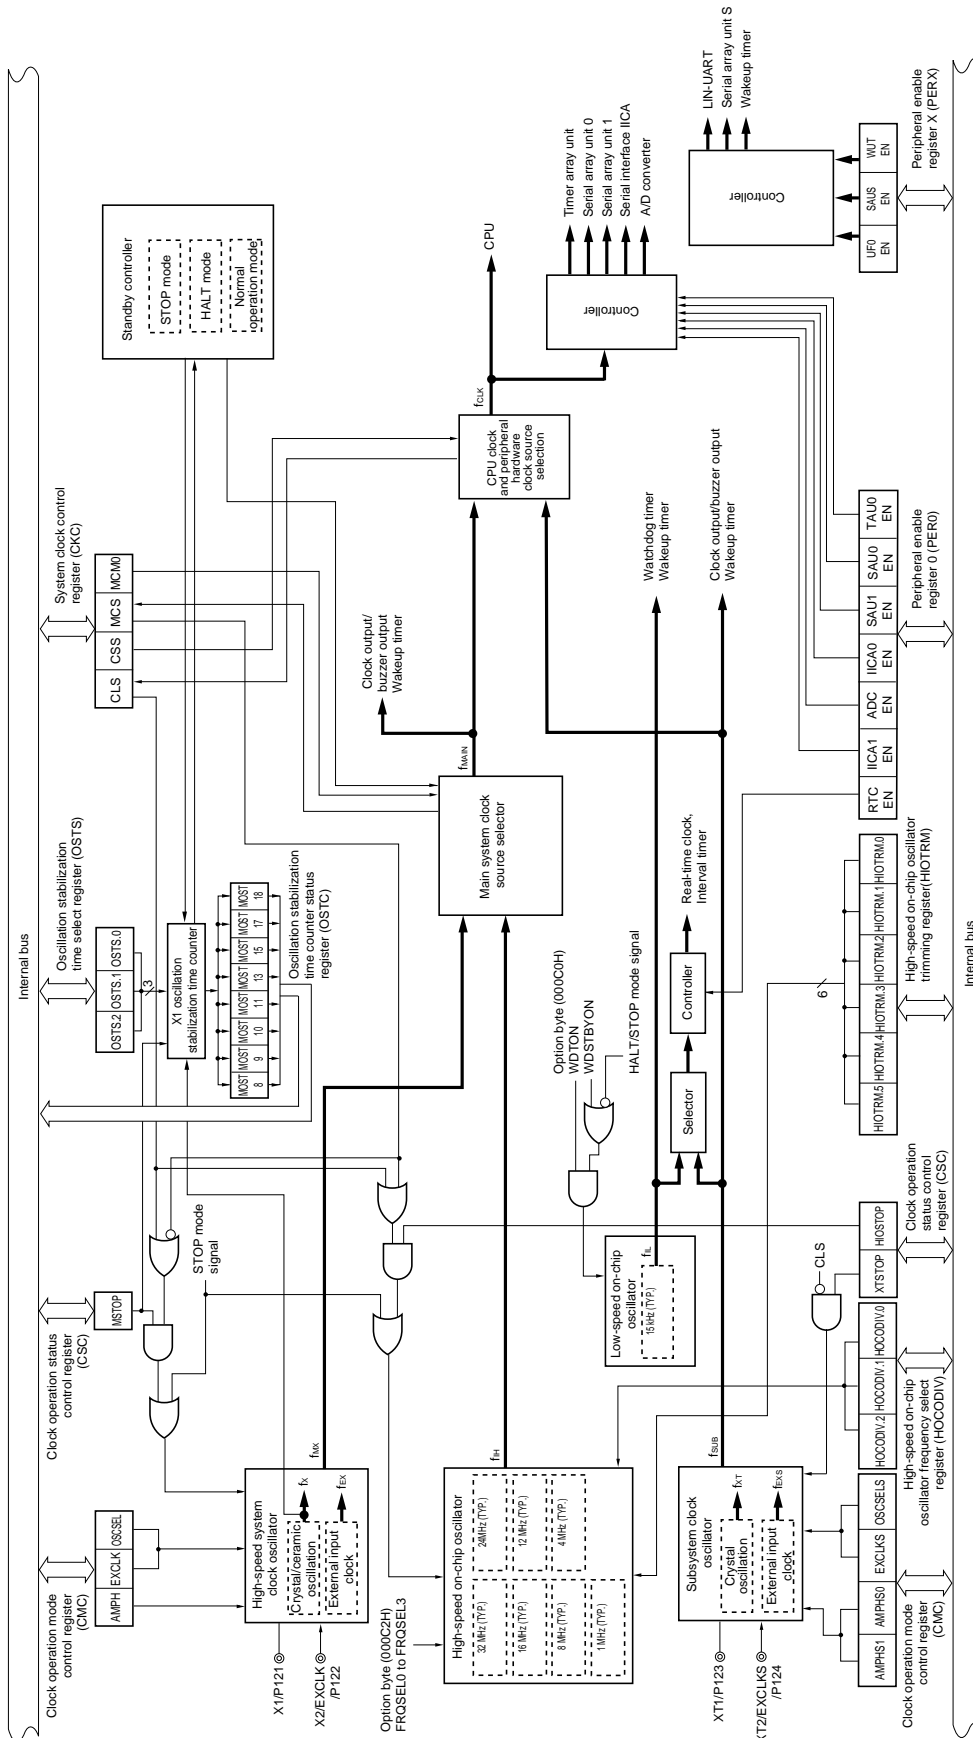 Internal bus
Clock operation mode
control register
(CMC)
AMPH
EXCLK
OSCSEL
Clock operation status
control register
(CSC)
MSTOP
STOP mode
signal
Oscillation stabilization
time select register (OSTS)
OSTS.2
OSTS.1
OSTS.0
3
X1 oscillation
stabilization time counter
MOST
8
MOST
9
MOST
10
MOST
11
MOST
13
MOST
15
MOST
17
MOST
18
Oscillation stabilization
time counter status
register (OSTC)
System clock control
register (CKC)
CLS
CSS
MCS
MCM0
Standby controller
STOP mode
HALT mode
Normal
operation mode
High-speed system
clock oscillator
Crystal/ceramic
oscillation
External input
clock
fX
fEX
fMX
X1/P121
X2/EXCLK
/P122
Option byte (000C2H)
FRQSEL0 to FRQSEL3
High-speed on-chip oscillator
32 MHz (TYP.)
24MHz (TYP.)
16 MHz (TYP.)
12 MHz (TYP.)
8 MHz (TYP.)
4 MHz (TYP.)
1 MHz (TYP.)
fIH
Main system clock
source selector
fMAIN
Clock output/
buzzer output
Wakeup timer
CPU clock
and peripheral
hardware
clock source
selection
fCLK
CPU
Controller
Timer array unit
Serial array unit 0
Serial array unit 1
Serial interface IICA
A/D converter
Option byte (000C0H)
WDTON
WDSTBYON
HALT/STOP mode signal
Low-speed on-chip
oscillator
15 kHz (TYP.)
fIL
Watchdog timer
Wakeup timer
Clock output/buzzer output
Wakeup timer
Selector
Controller
Real-time clock,
Interval timer
Subsystem clock
oscillator
Crystal
oscillation
External input
clock
fXT
fEXS
fSUB
XT1/P123
XT2/EXCLKS
/P124
CLS
6
Controller
LIN-UART
Serial array unit S
Wakeup timer
AMPHS1
AMPHS0
EXCLKS
OSCSELS
Clock operation mode
control register
(CMC)
HOCODIV.2
HOCODIV.1
HOCODIV.0
High-speed on-chip
oscillator frequency select
register (HOCODIV)
XTSTOP
HIOSTOP
Clock operation
status control
register (CSC)
HIOTRM.5
HIOTRM.4
HIOTRM.3
HIOTRM.2
HIOTRM.1
HIOTRM.0
High-speed on-chip oscillator
trimming register(HIOTRM)
RTC
EN
IICA1
EN
ADC
EN
IICA0
EN
SAU1
EN
SAU0
EN
TAU0
EN
Peripheral enable
register 0 (PER0)
UF0
EN
SAUS
EN
WUT
EN
Peripheral enable
register X (PERX)
Internal bus